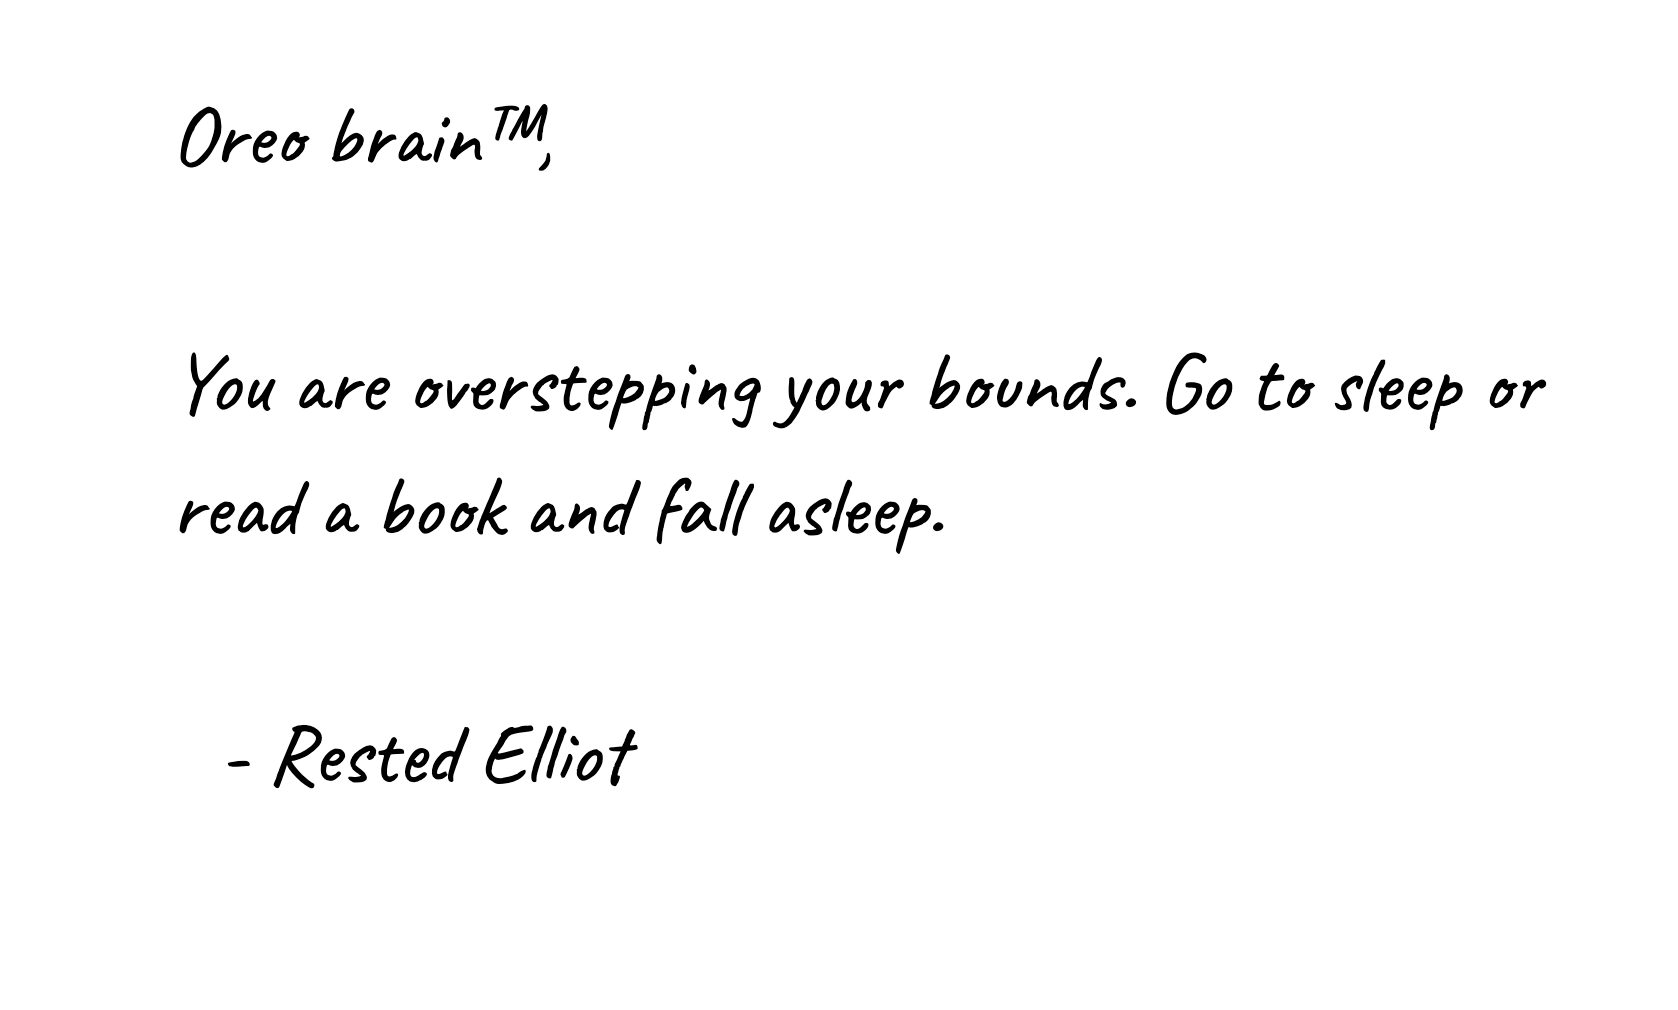 Oreo brain™,
You are overstepping your bounds. Go to sleep or
read a book and fall asleep.
- Rested Elliot